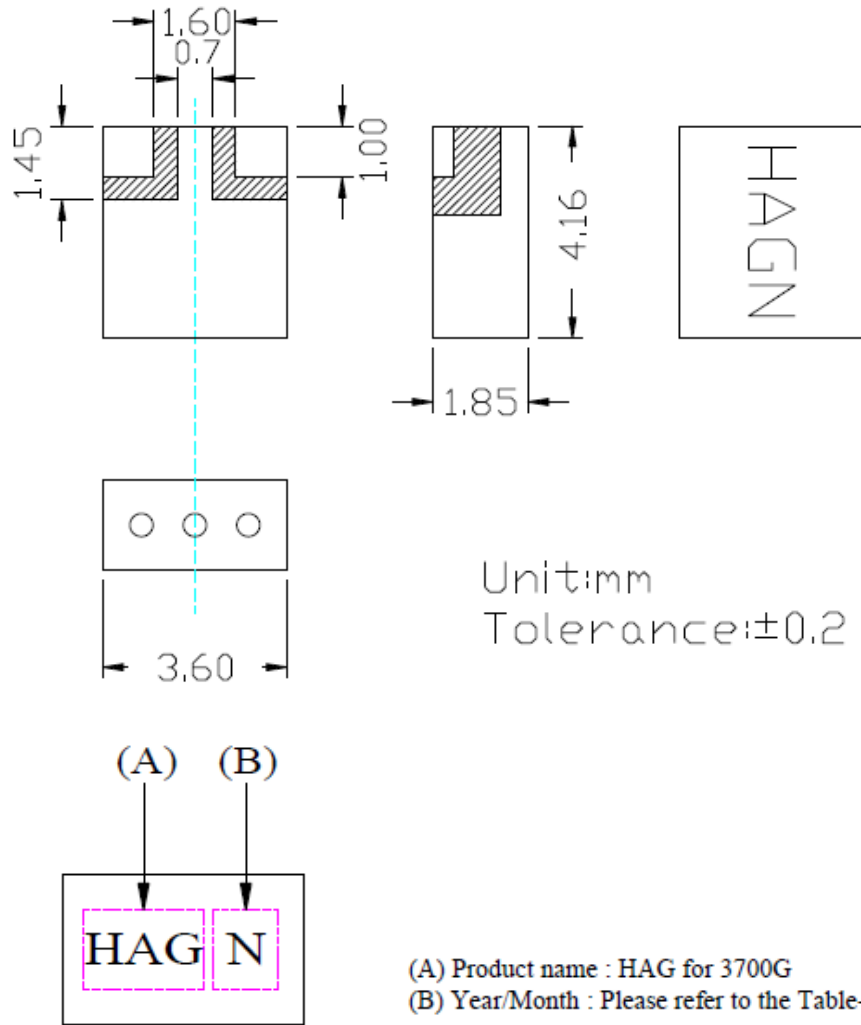 1.60
0.7
1.45
1.00
4.16
HAGN
1.85
Unit:mm
Tolerance:±0.2
3.60
(A) (B)
HAG N
(A) Product name : HAG for 3700G
(B) Year/Month : Please refer to the Table-